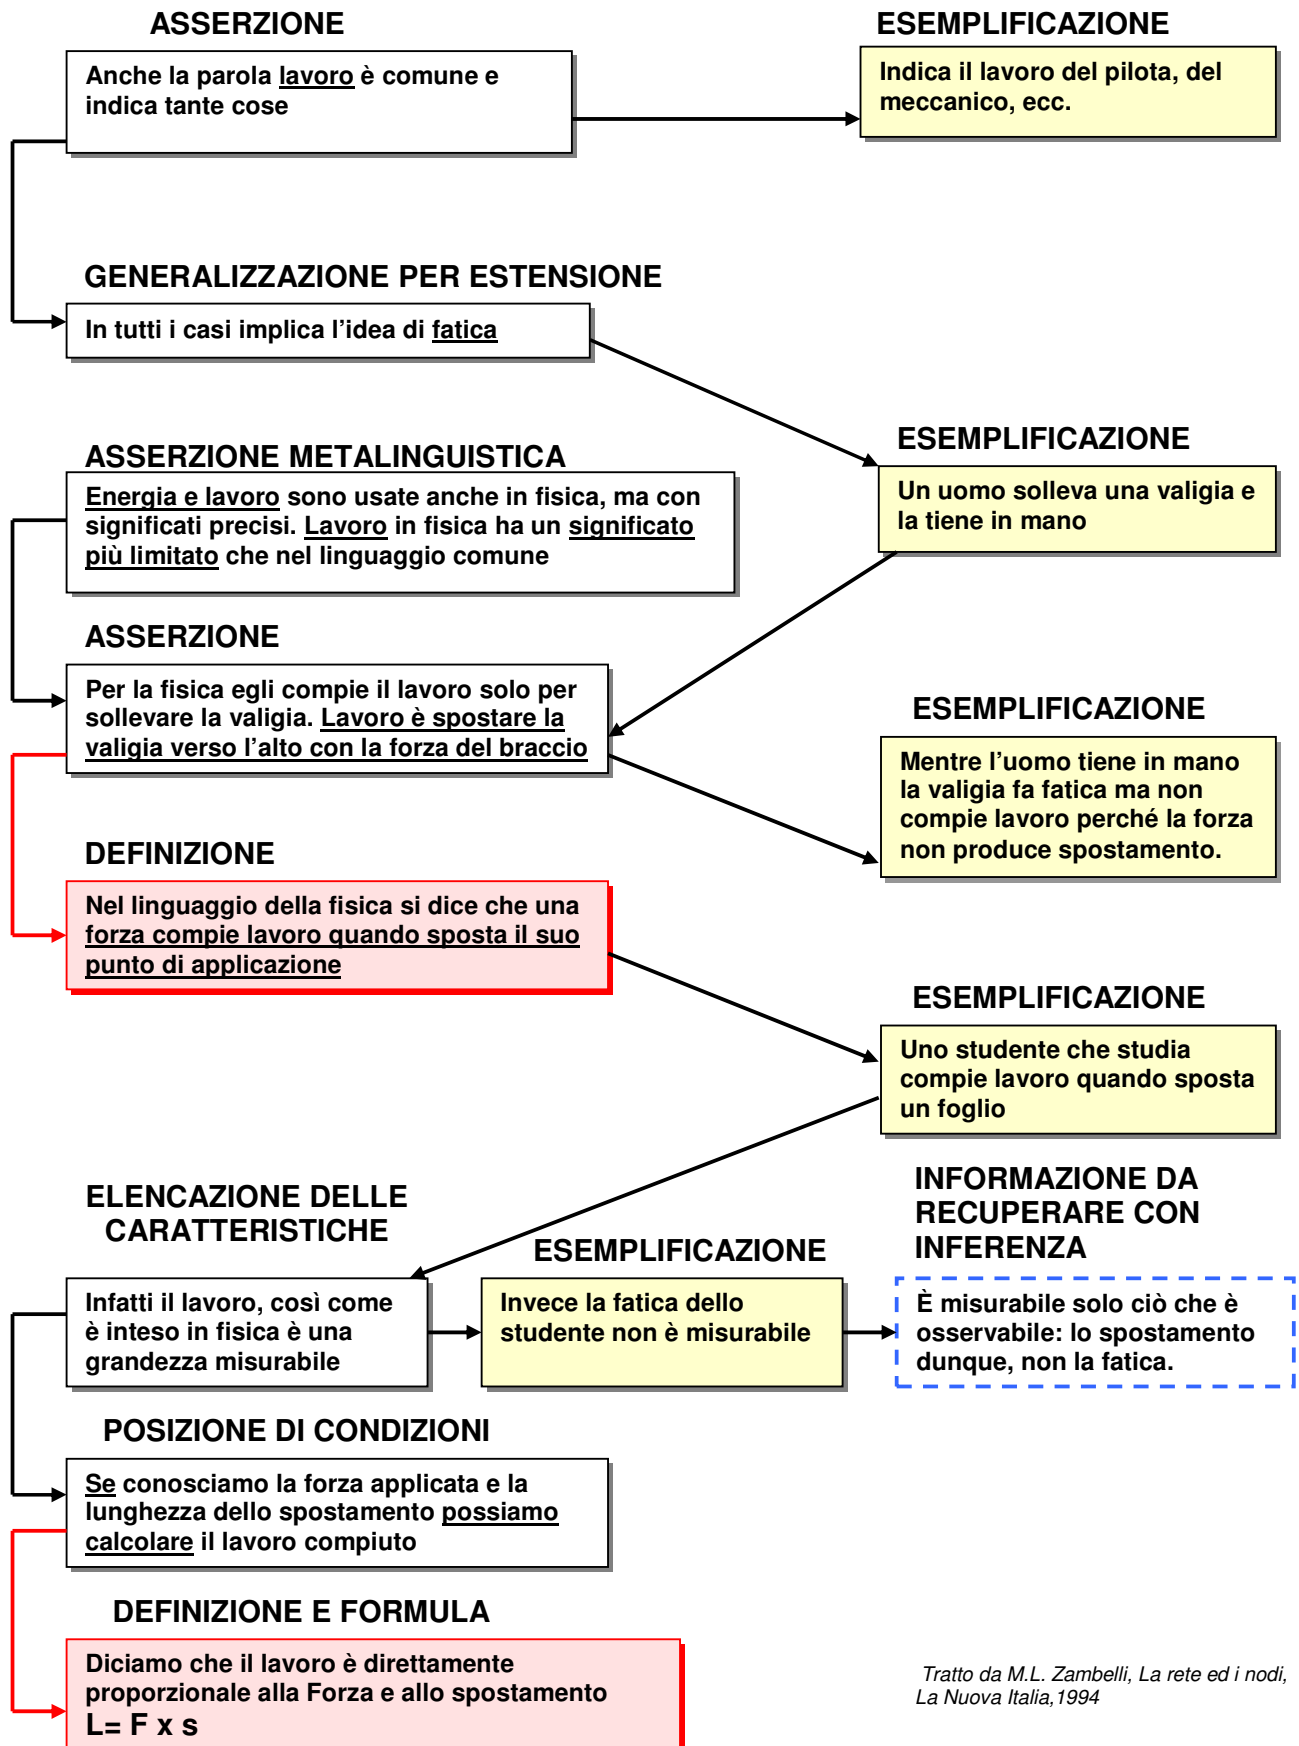 ASSERZIONE
Anche la parola lavoro è comune e
indica tante cose
ESEMPLIFICAZIONE
Indica il lavoro del pilota, del
meccanico, ecc.
GENERALIZZAZIONE PER ESTENSIONE
In tutti i casi implica l’idea di fatica
ESEMPLIFICAZIONE
Un uomo solleva una valigia e
la tiene in mano
ASSERZIONE METALINGUISTICA
Energia e lavoro sono usate anche in fisica, ma con
significati precisi. Lavoro in fisica ha un significato
più limitato che nel linguaggio comune
ASSERZIONE
Per la fisica egli compie il lavoro solo per
sollevare la valigia. Lavoro è spostare la
valigia verso l’alto con la forza del braccio
ESEMPLIFICAZIONE
Mentre l’uomo tiene in mano
la valigia fa fatica ma non
compie lavoro perché la forza
non produce spostamento.
DEFINIZIONE
Nel linguaggio della fisica si dice che una
forza compie lavoro quando sposta il suo
punto di applicazione
ESEMPLIFICAZIONE
Uno studente che studia
compie lavoro quando sposta
un foglio
ELENCAZIONE DELLE
CARATTERISTICHE
Infatti il lavoro, così come
è inteso in fisica è una
grandezza misurabile
ESEMPLIFICAZIONE
Invece la fatica dello
studente non è misurabile
INFORMAZIONE DA
RECUPERARE CON
INFERENZA
È misurabile solo ciò che è
osservabile: lo spostamento
dunque, non la fatica.
POSIZIONE DI CONDIZIONI
Se conosciamo la forza applicata e la
lunghezza dello spostamento possiamo
calcolare il lavoro compiuto
DEFINIZIONE E FORMULA
Diciamo che il lavoro è direttamente
proporzionale alla Forza e allo spostamento
L= F x s
Tratto da M.L. Zambelli, La rete ed i nodi,
La Nuova Italia,1994